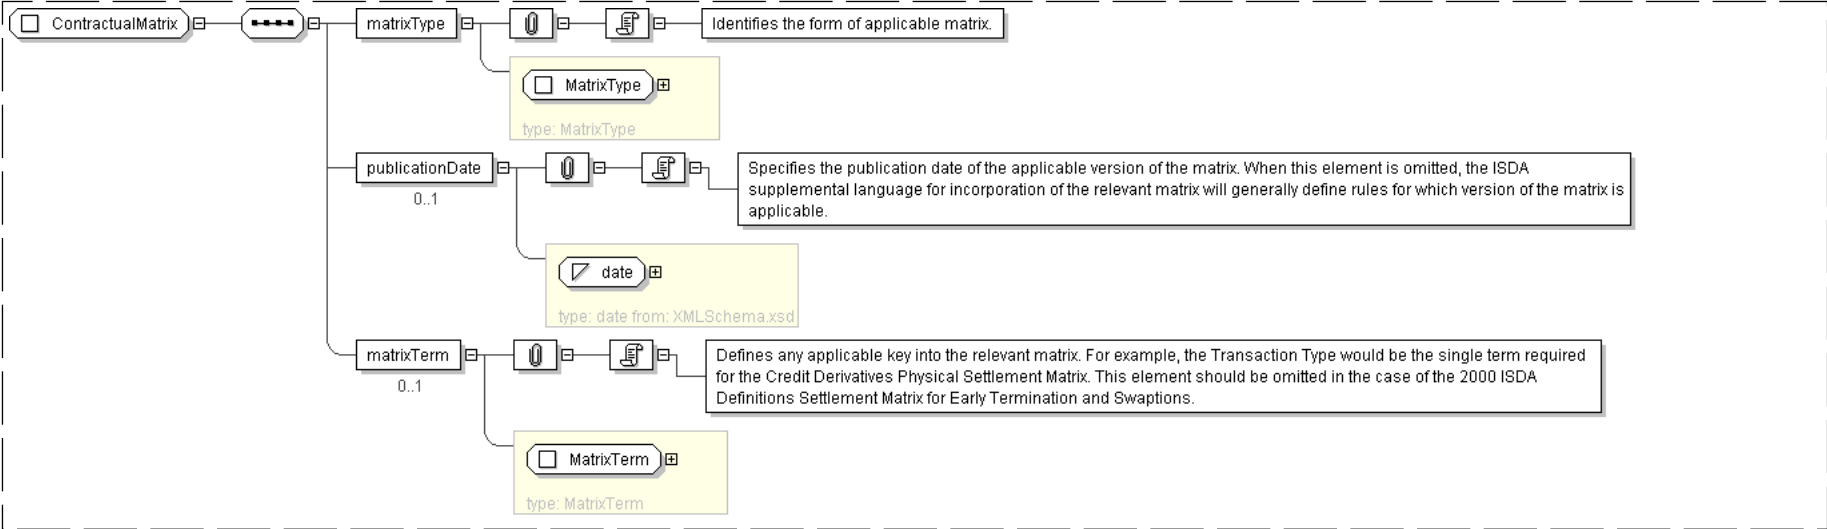 ContractualMatrix
matrixType
Identifies the form of applicable matrix.
MatrixType
type: MatrixType
publicationDate
0..1
Specifies the publication date of the applicable version of the matrix. When this element is omitted, the ISDA
supplemental language for incorporation of the relevant matrix will generally define rules for which version of the matrix is
applicable.
date
type: date from: XMLSchema.xsd
matrixTerm
0..1
Defines any applicable key into the relevant matrix. For example, the Transaction Type would be the single term required
for the Credit Derivatives Physical Settlement Matrix. This element should be omitted in the case of the 2000 ISDA
Definitions Settlement Matrix for Early Termination and Swaptions.
MatrixTerm
type: MatrixTerm